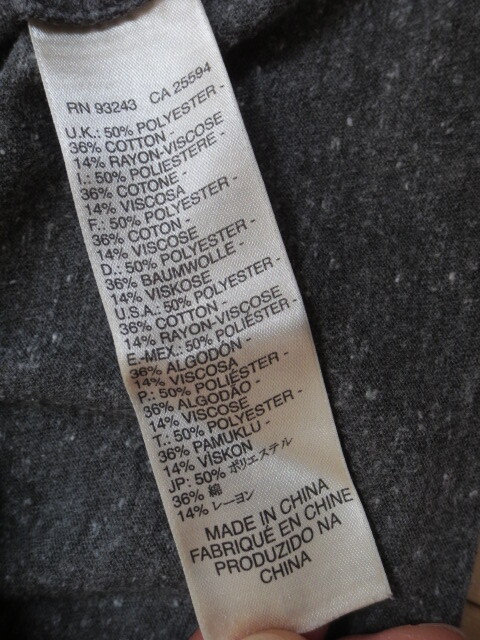 RN 93243 CA 25594
U.K.: 50% POLYESTER -
36% COTTON -
14% RAYON-VISCOSE
I.: 50% POLIESTERE -
36% COTONE -
14% VISCOSA
F.: 50% POLYESTER -
36% COTON -
14% VISCOSE
D.: 50% POLYESTER -
36% BAUMWOLLE -
14% VISKOSE
U.S.A.: 50% POLYESTER -
36% COTTON -
14% RAYON-VISCOSE
E.-MEX.: 50% POLIÉSTER -
36% ALGODÓN -
14% VISCOSA
P.: 50% POLIÉSTER -
36% ALGODÃO -
14% VISCOSE
T.: 50% POLYESTER -
36% PAMUKLU -
14% VİSKON
JP: 50% ポリエステル
36% 綿
14% レーヨン
MADE IN CHINA
FABRIQUÉ EN CHINE
PRODUZIDO NA
CHINA